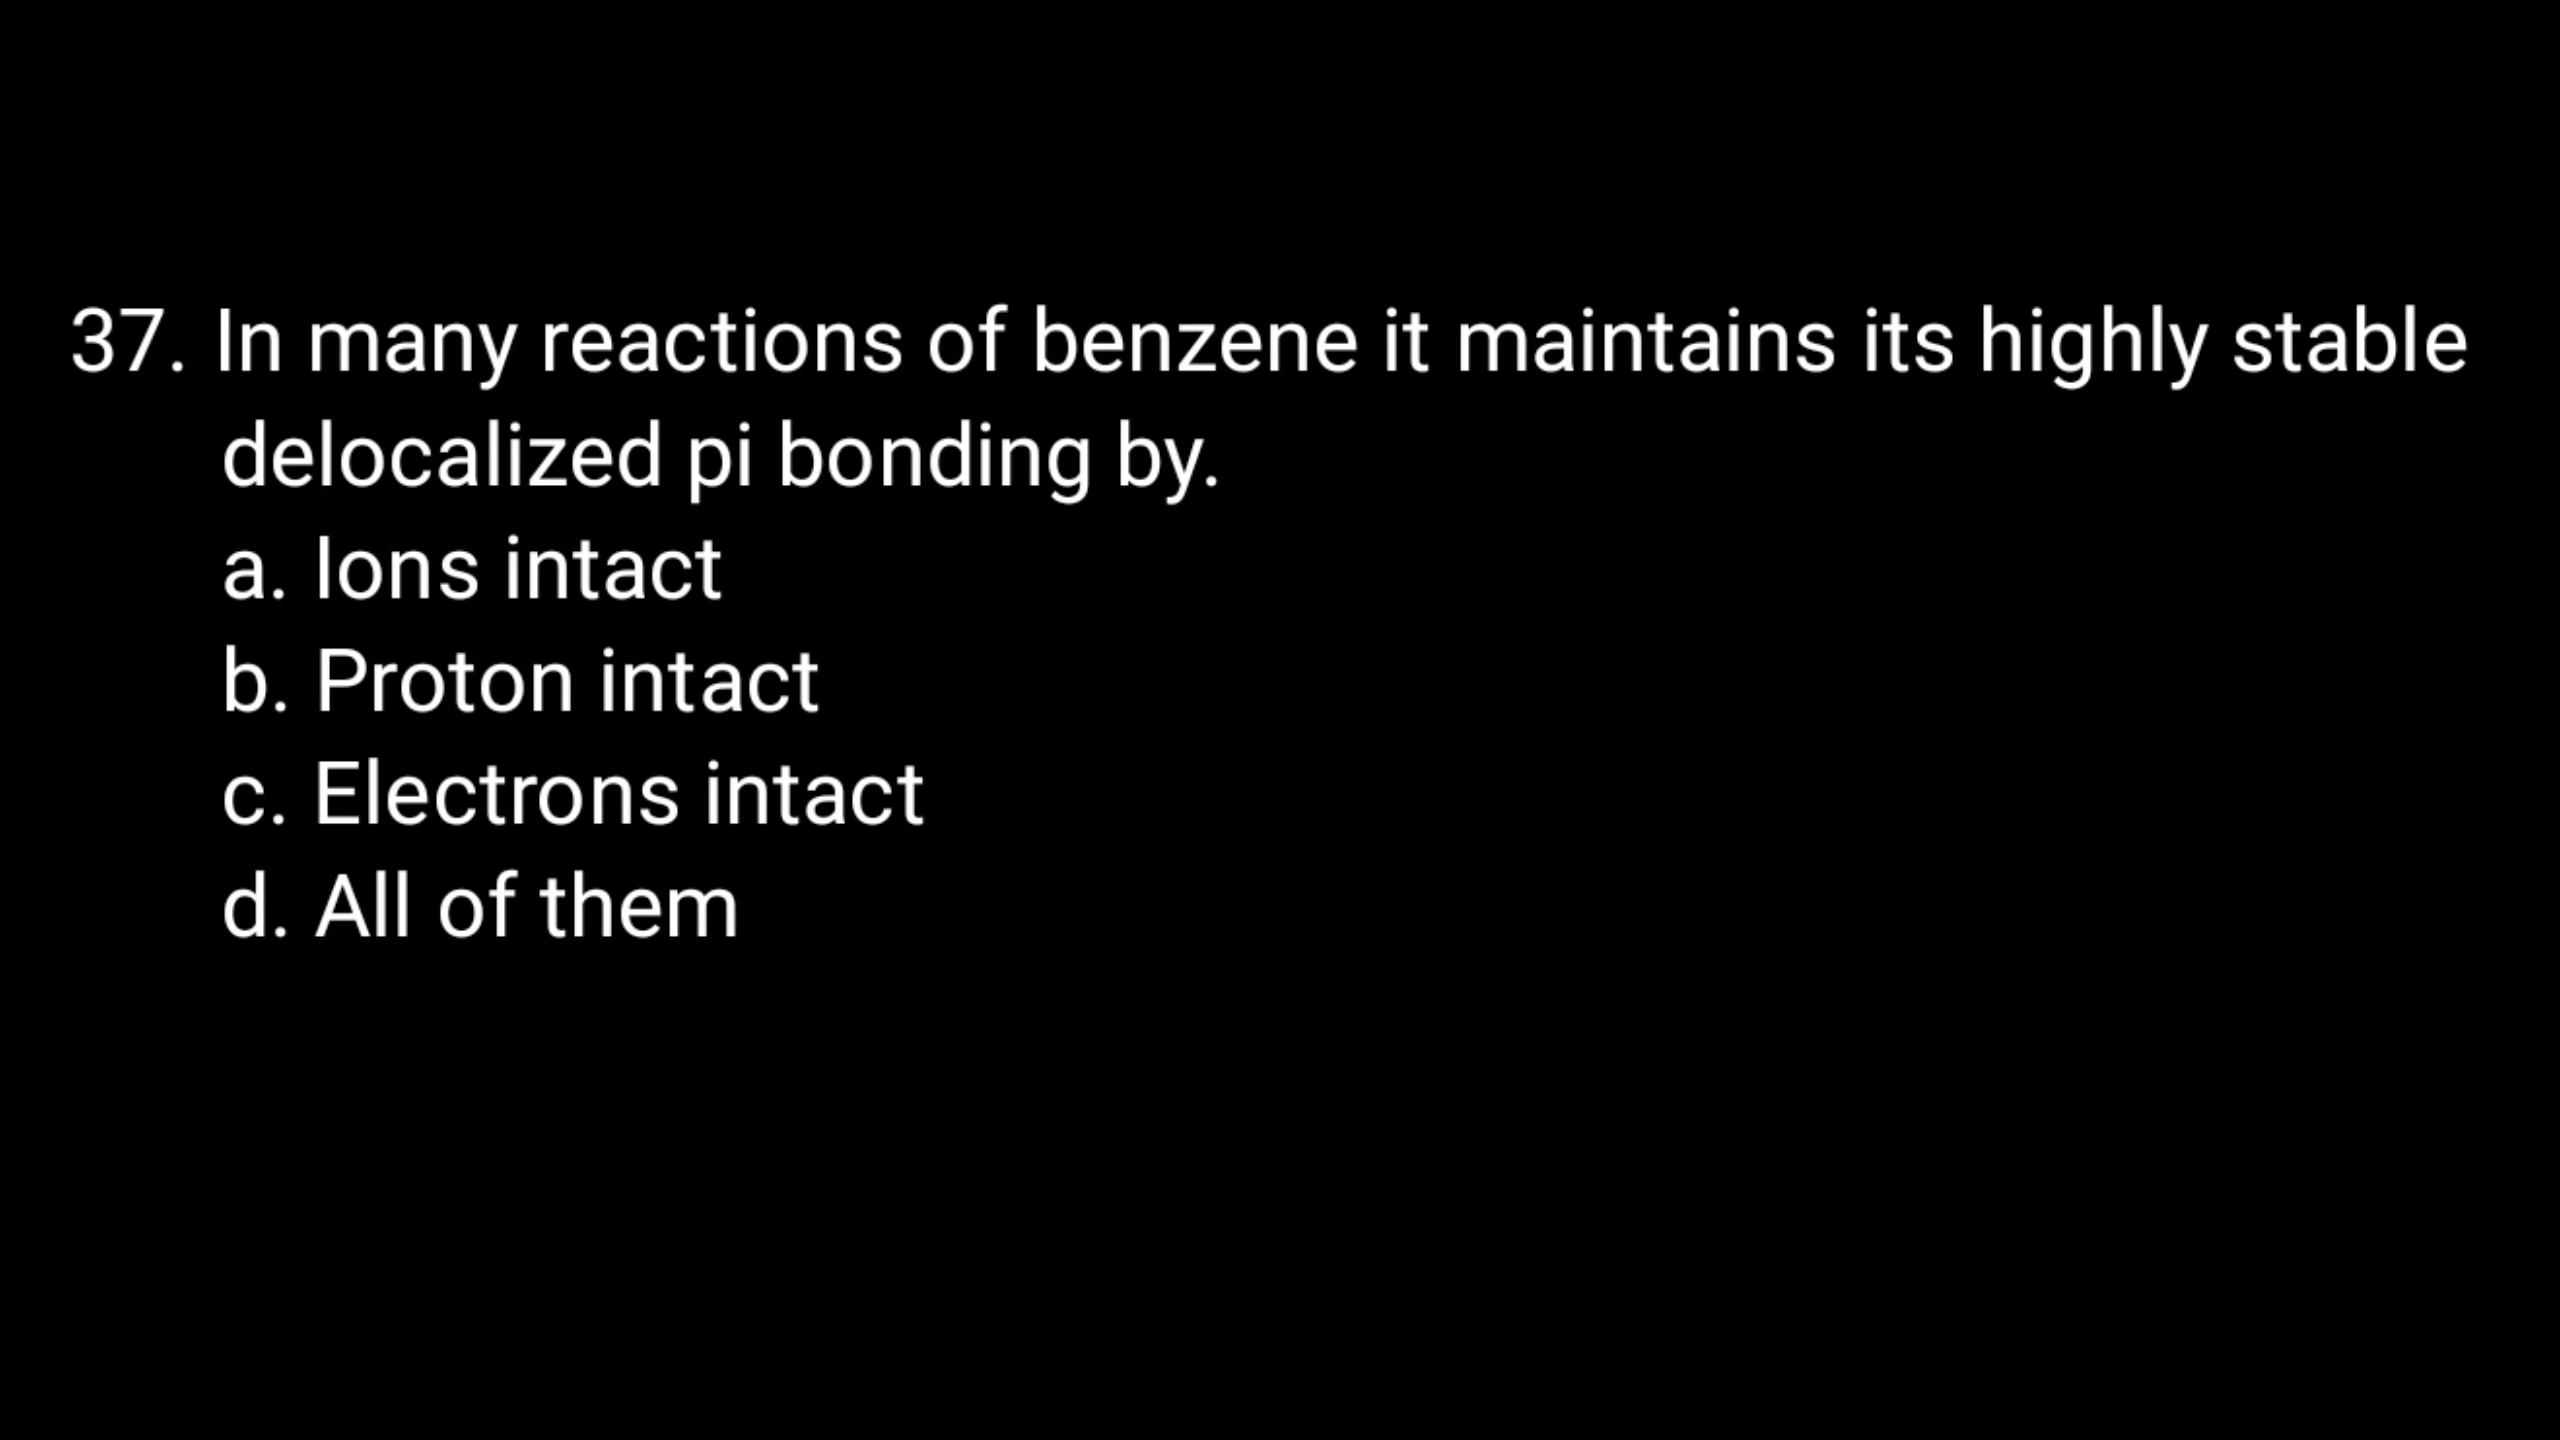 37. In many reactions of benzene it maintains its highly stable
delocalized pi bonding by.
a. Ions intact
b. Proton intact
c. Electrons intact
d. All of them